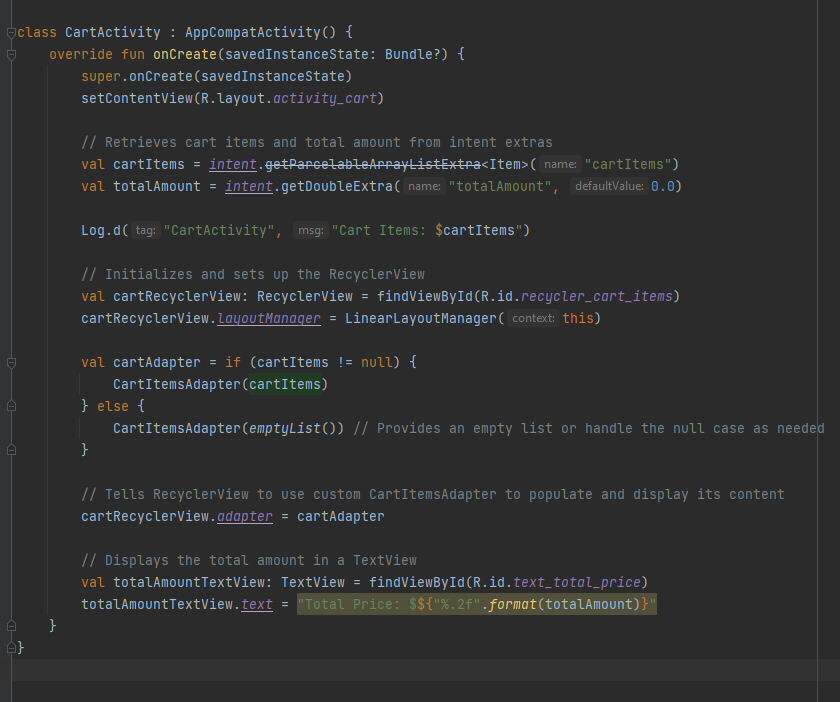 class CartActivity : AppCompatActivity() {
    override fun onCreate(savedInstanceState: Bundle?) {
        super.onCreate(savedInstanceState)
        setContentView(R.layout.activity_cart)

        // Retrieves cart items and total amount from intent extras
        val cartItems = intent.getParcelableArrayListExtra<Item>( name: "cartItems")
        val totalAmount = intent.getDoubleExtra( name: "totalAmount", defaultValue: 0.0)

        Log.d( tag: "CartActivity", msg: "Cart Items: $cartItems")

        // Initializes and sets up the RecyclerView
        val cartRecyclerView: RecyclerView = findViewById(R.id.recycler_cart_items)
        cartRecyclerView.layoutManager = LinearLayoutManager( context: this)

        val cartAdapter = if (cartItems != null) {
            CartItemsAdapter(cartItems)
        } else {
            CartItemsAdapter(emptyList()) // Provides an empty list or handle the null case as needed
        }

        // Tells RecyclerView to use custom CartItemsAdapter to populate and display its content
        cartRecyclerView.adapter = cartAdapter

        // Displays the total amount in a TextView
        val totalAmountTextView: TextView = findViewById(R.id.text_total_price)
        totalAmountTextView.text = "Total Price: $${"%.2f".format(totalAmount)}"
    }
}